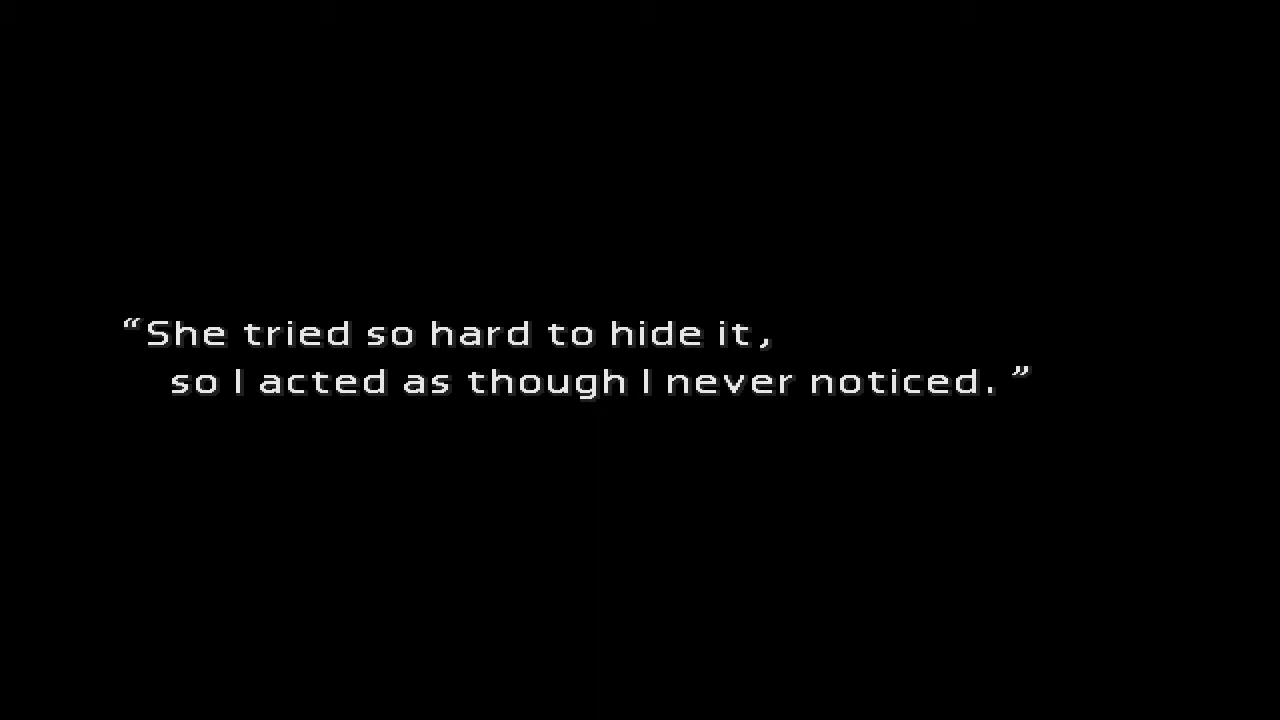 “She tried so hard to hide it,
so I acted as though I never noticed.”